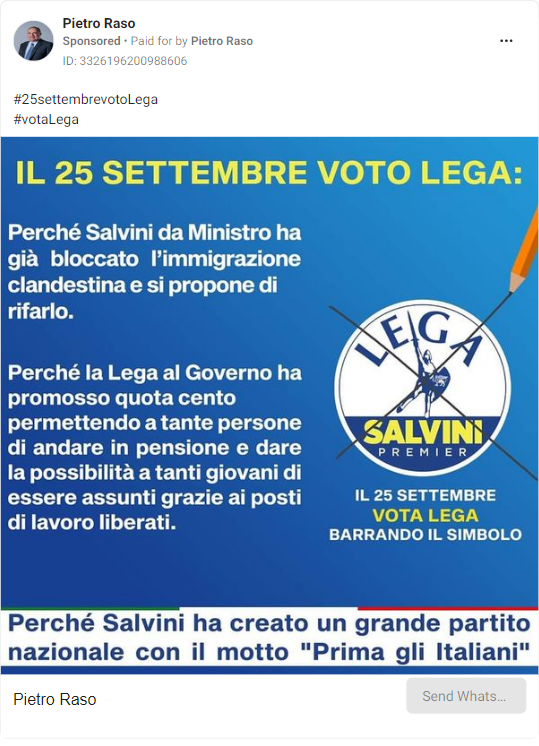 Pietro Raso
Sponsored • Paid for by Pietro Raso
ID: 3326196200988606
#25settembrevotoLega
#votaLega
IL 25 SETTEMBRE VOTO LEGA:
Perché Salvini da Ministro ha
già bloccato l'immigrazione
clandestina e si propone di
rifarlo.
Perché la Lega al Governo ha
promosso quota cento
permettendo a tante persone
di andare in pensione e dare
la possibilità a tanti giovani di
essere assunti grazie ai posti
di lavoro liberati.
LEGA
SALVINI
PREMIER
IL 25 SETTEMBRE
VOTA LEGA
BARRANDO IL SIMBOLO
Perché Salvini ha creato un grande partito
nazionale con il motto "Prima gli Italiani"
Pietro Raso
Send Whats...